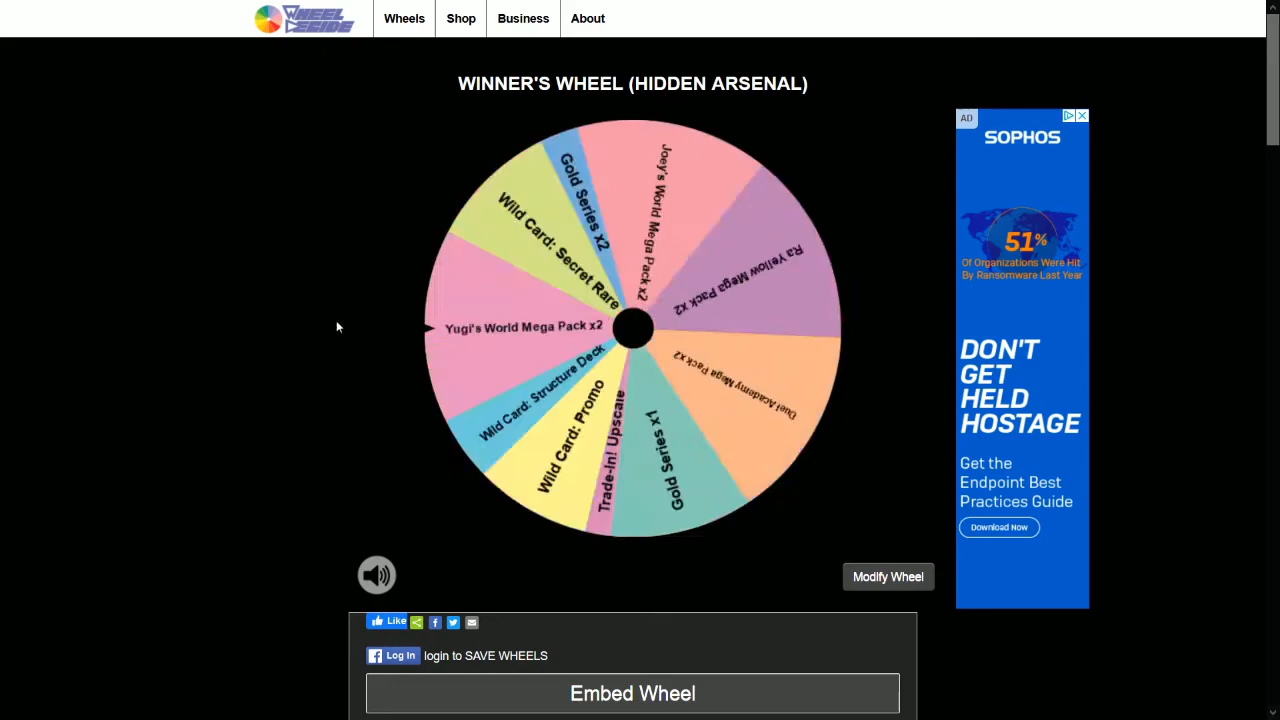 WHEEL DECIDE
Wheels
Shop
Business
About
WINNER'S WHEEL (HIDDEN ARSENAL)
Joey's World Mega Pack x2
Ra Yellow Mega Pack x2
Duel Academy Mega Pack x2
Gold Series x1
Trade-In! Upscale
Wild Card: Promo
Wild Card: Structure Deck
Yugi's World Mega Pack x2
Wild Card: Secret Rare
Gold Series x2
AD
SOPHOS
51%
Of Organizations Were Hit
By Ransomware Last Year
DON'T
GET
HELD
HOSTAGE
Get the
Endpoint Best
Practices Guide
Download Now
Modify Wheel
Like
Log In login to SAVE WHEELS
Embed Wheel